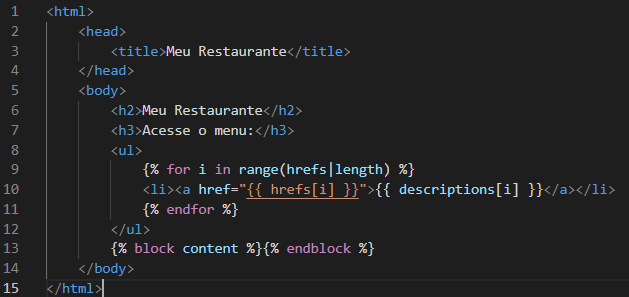 1 <html>
2 <head>
3 <title>Meu Restaurante</title>
4 </head>
5 <body>
6 <h2>Meu Restaurante</h2>
7 <h3>Acesse o menu:</h3>
8 <ul>
9 {% for i in range(hrefs|length) %}
10 <li><a href="{{ hrefs[i] }}">{{ descriptions[i] }}</a></li>
11 {% endfor %}
12 </ul>
13 {% block content %}{% endblock %}
14 </body>
15 </html>